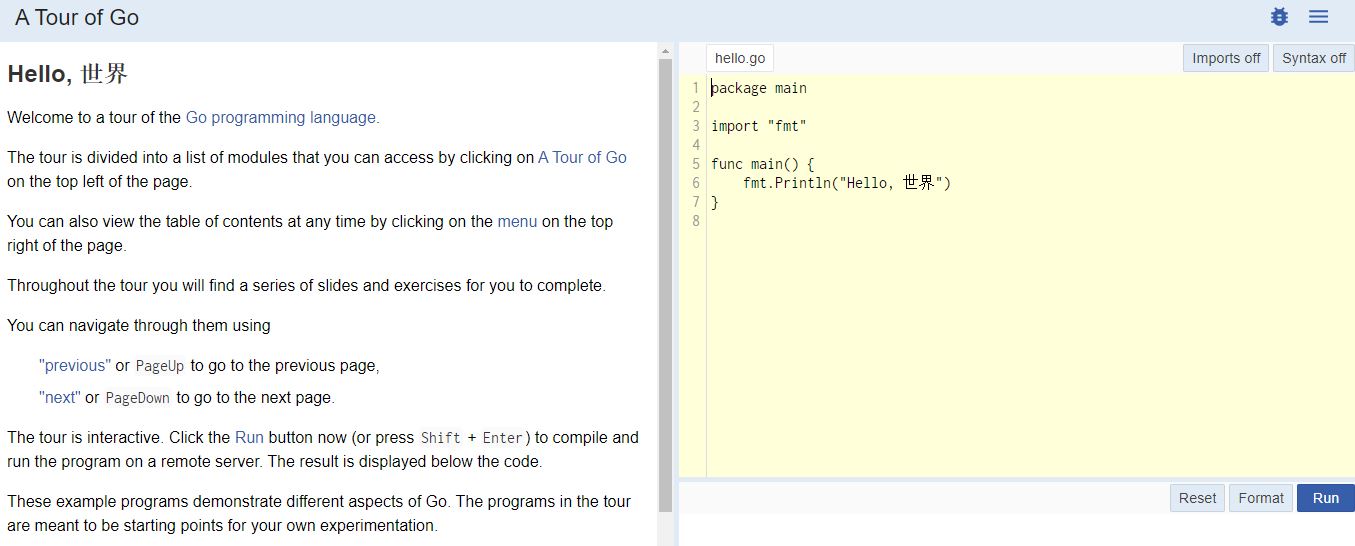 A Tour of Go
Hello, 世界
Welcome to a tour of the Go programming language.
The tour is divided into a list of modules that you can access by clicking on A Tour of Go
on the top left of the page.
You can also view the table of contents at any time by clicking on the menu on the top
right of the page.
Throughout the tour you will find a series of slides and exercises for you to complete.
You can navigate through them using
"previous" or PageUp to go to the previous page,
"next" or PageDown to go to the next page.
The tour is interactive. Click the Run button now (or press Shift + Enter) to compile and
run the program on a remote server. The result is displayed below the code.
These example programs demonstrate different aspects of Go. The programs in the tour
are meant to be starting points for your own experimentation.
hello.go Imports off Syntax off
1 package main
2
3 import "fmt"
4
5 func main() {
6     fmt.Println("Hello, 世界")
7 }
8
Reset Format Run